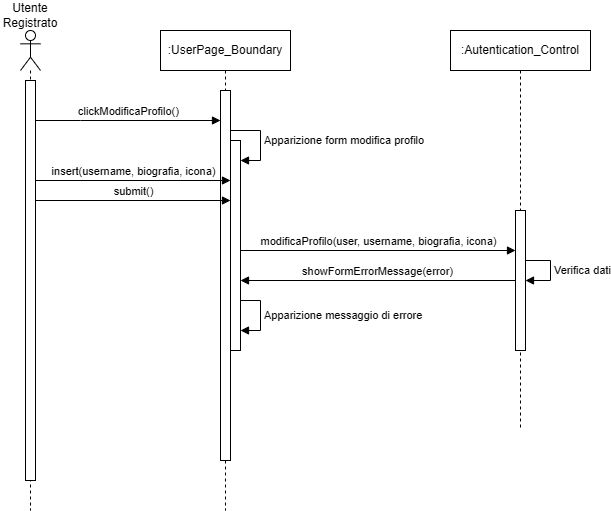 Utente
Registrato
:UserPage_Boundary
:Autentication_Control
clickModificaProfilo()
Apparizione form modifica profilo
insert(username, biografia, icona)
submit()
modificaProfilo(user, username, biografia, icona)
showFormErrorMessage(error)
Verifica dati
Apparizione messaggio di errore